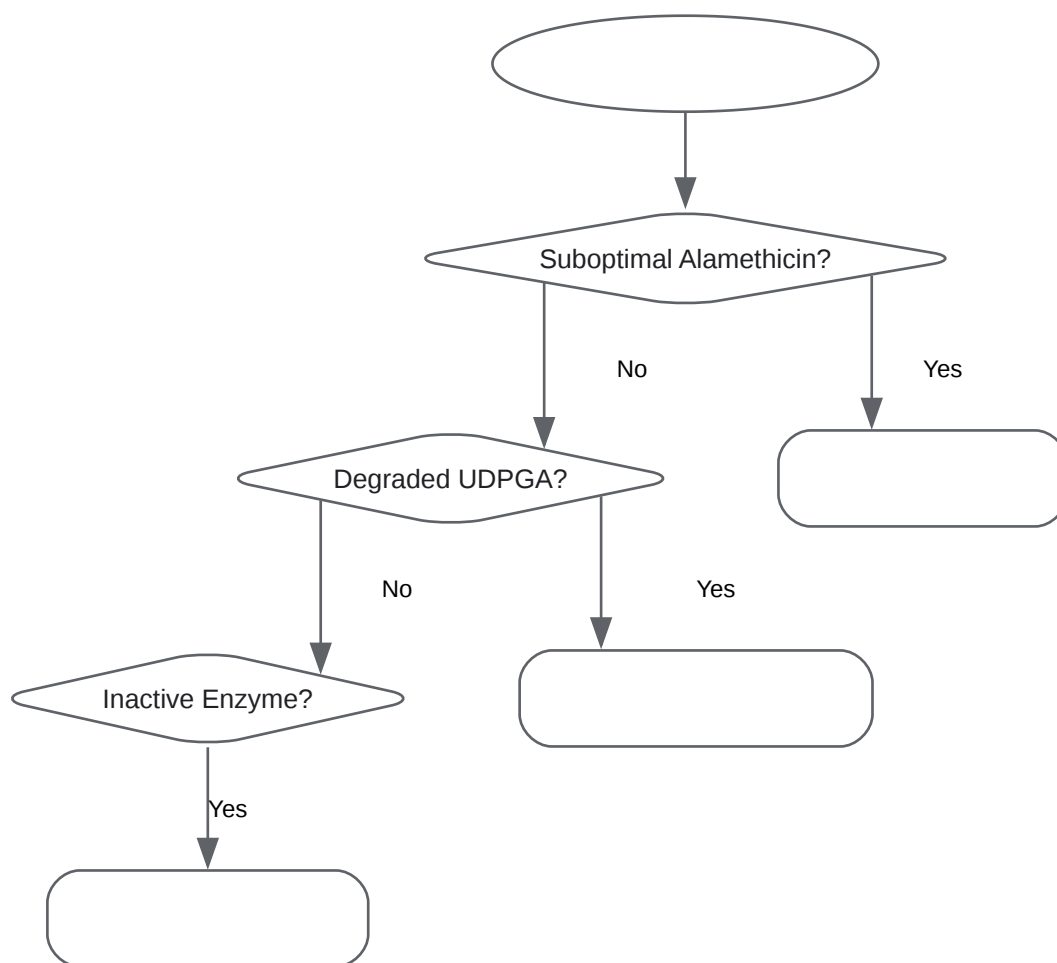 Suboptimal Alamethicin?
No
Yes
Degraded UDPGA?
No
Yes
Inactive Enzyme?
Yes